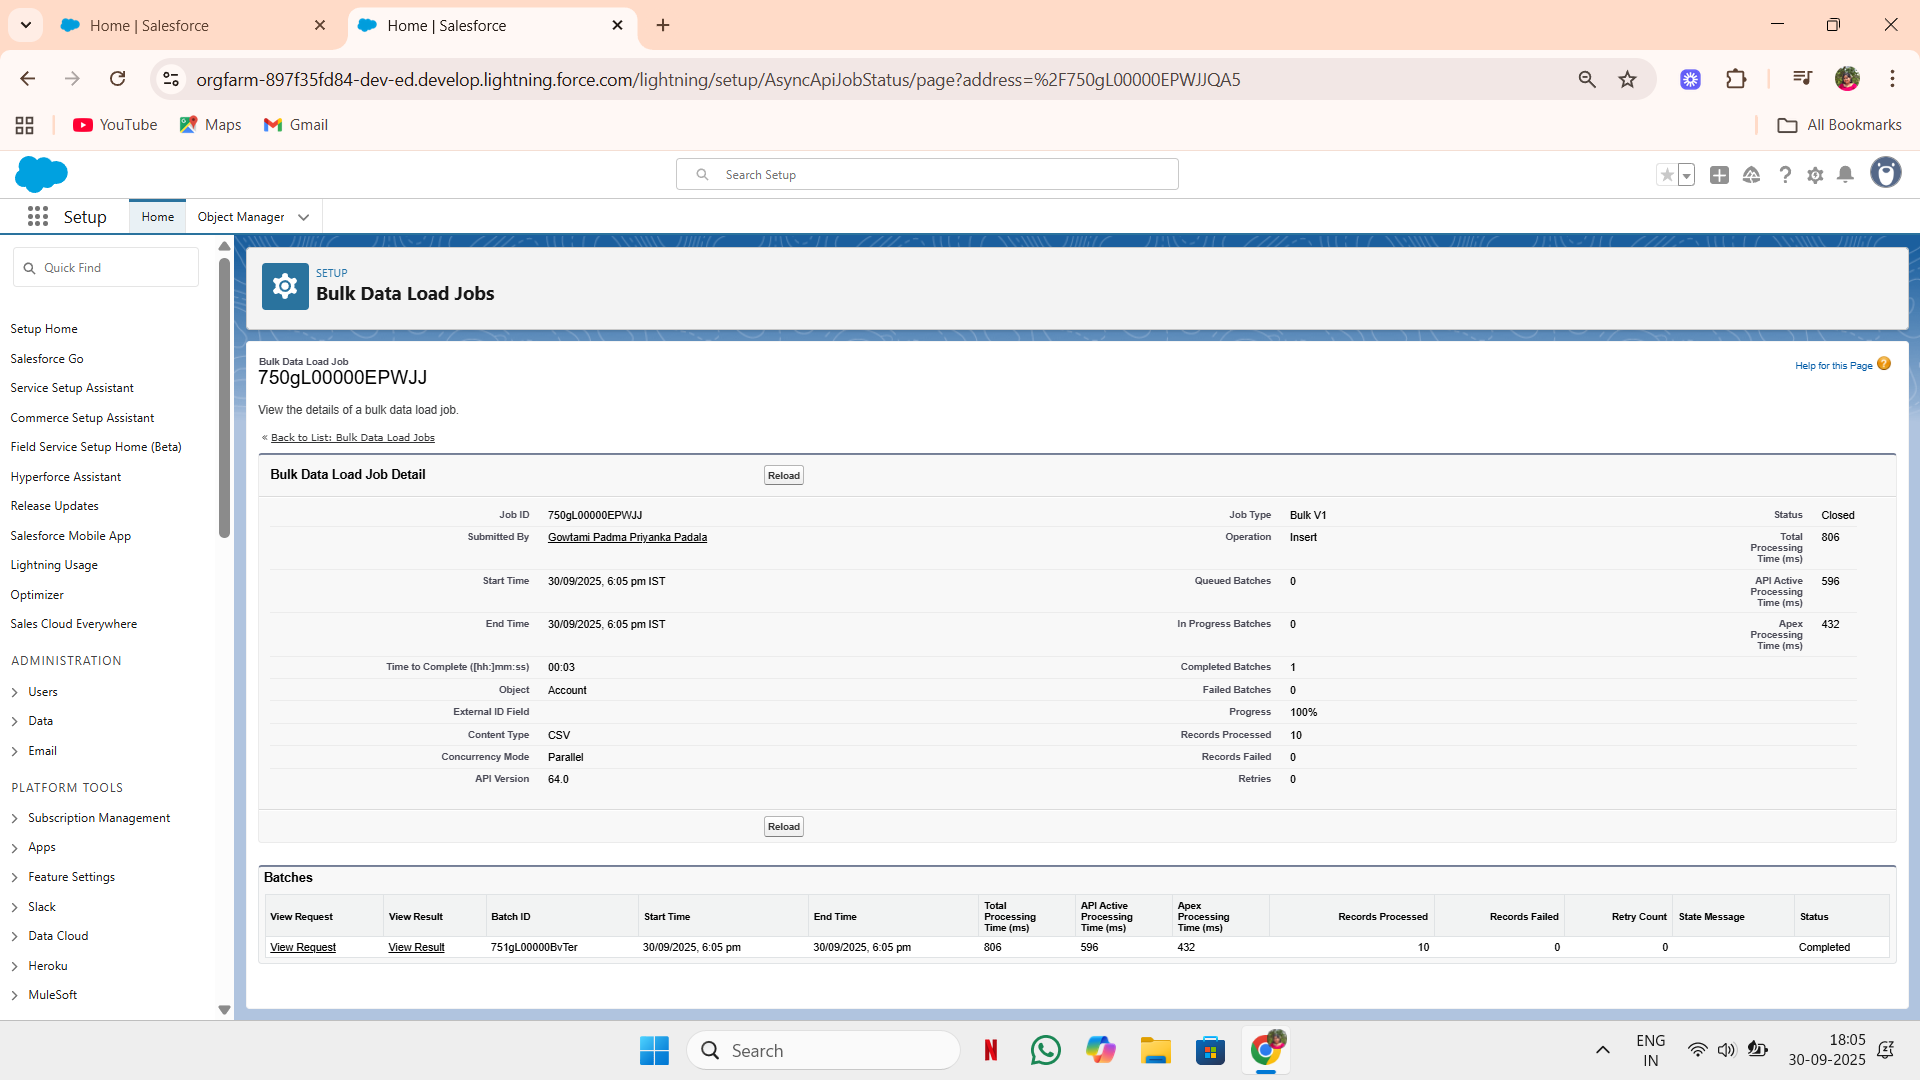 Home | Salesforce
Home | Salesforce
orgfarm-897f35fd84-dev-ed.develop.lightning.force.com/lightning/setup/AsyncApiJobStatus/page?address=%2F750gL00000EPWJJQA5
YouTube
Maps
Gmail
All Bookmarks
Search Setup
Setup
Home
Object Manager
Quick Find
Setup Home
Salesforce Go
Service Setup Assistant
Commerce Setup Assistant
Field Service Setup Home (Beta)
Hyperforce Assistant
Release Updates
Salesforce Mobile App
Lightning Usage
Optimizer
Sales Cloud Everywhere
ADMINISTRATION
Users
Data
Email
PLATFORM TOOLS
Subscription Management
Apps
Feature Settings
Slack
Data Cloud
Heroku
MuleSoft
SETUP
Bulk Data Load Jobs
Bulk Data Load Job
750gL00000EPWJJ
Help for this Page
View the details of a bulk data load job.
« Back to List: Bulk Data Load Jobs
Bulk Data Load Job Detail
Reload
Job ID 750gL00000EPWJJ Job Type Bulk V1 Status Closed
Submitted By Gowtami Padma Priyanka Padala Operation Insert Total Processing Time (ms) 806
Start Time 30/09/2025, 6:05 pm IST Queued Batches 0 API Active Processing Time (ms) 596
End Time 30/09/2025, 6:05 pm IST In Progress Batches 0 Apex Processing Time (ms) 432
Time to Complete ([hh:]mm:ss) 00:03 Completed Batches 1
Object Account Failed Batches 0
External ID Field Progress 100%
Content Type CSV Records Processed 10
Concurrency Mode Parallel Records Failed 0
API Version 64.0 Retries 0
Reload
Batches
View Request View Result Batch ID Start Time End Time Total Processing Time (ms) API Active Processing Time (ms) Apex Processing Time (ms) Records Processed Records Failed Retry Count State Message Status
View Request View Result 751gL00000BvTer 30/09/2025, 6:05 pm 30/09/2025, 6:05 pm 806 596 432 10 0 0 Completed
Search
ENG
IN
18:05
30-09-2025